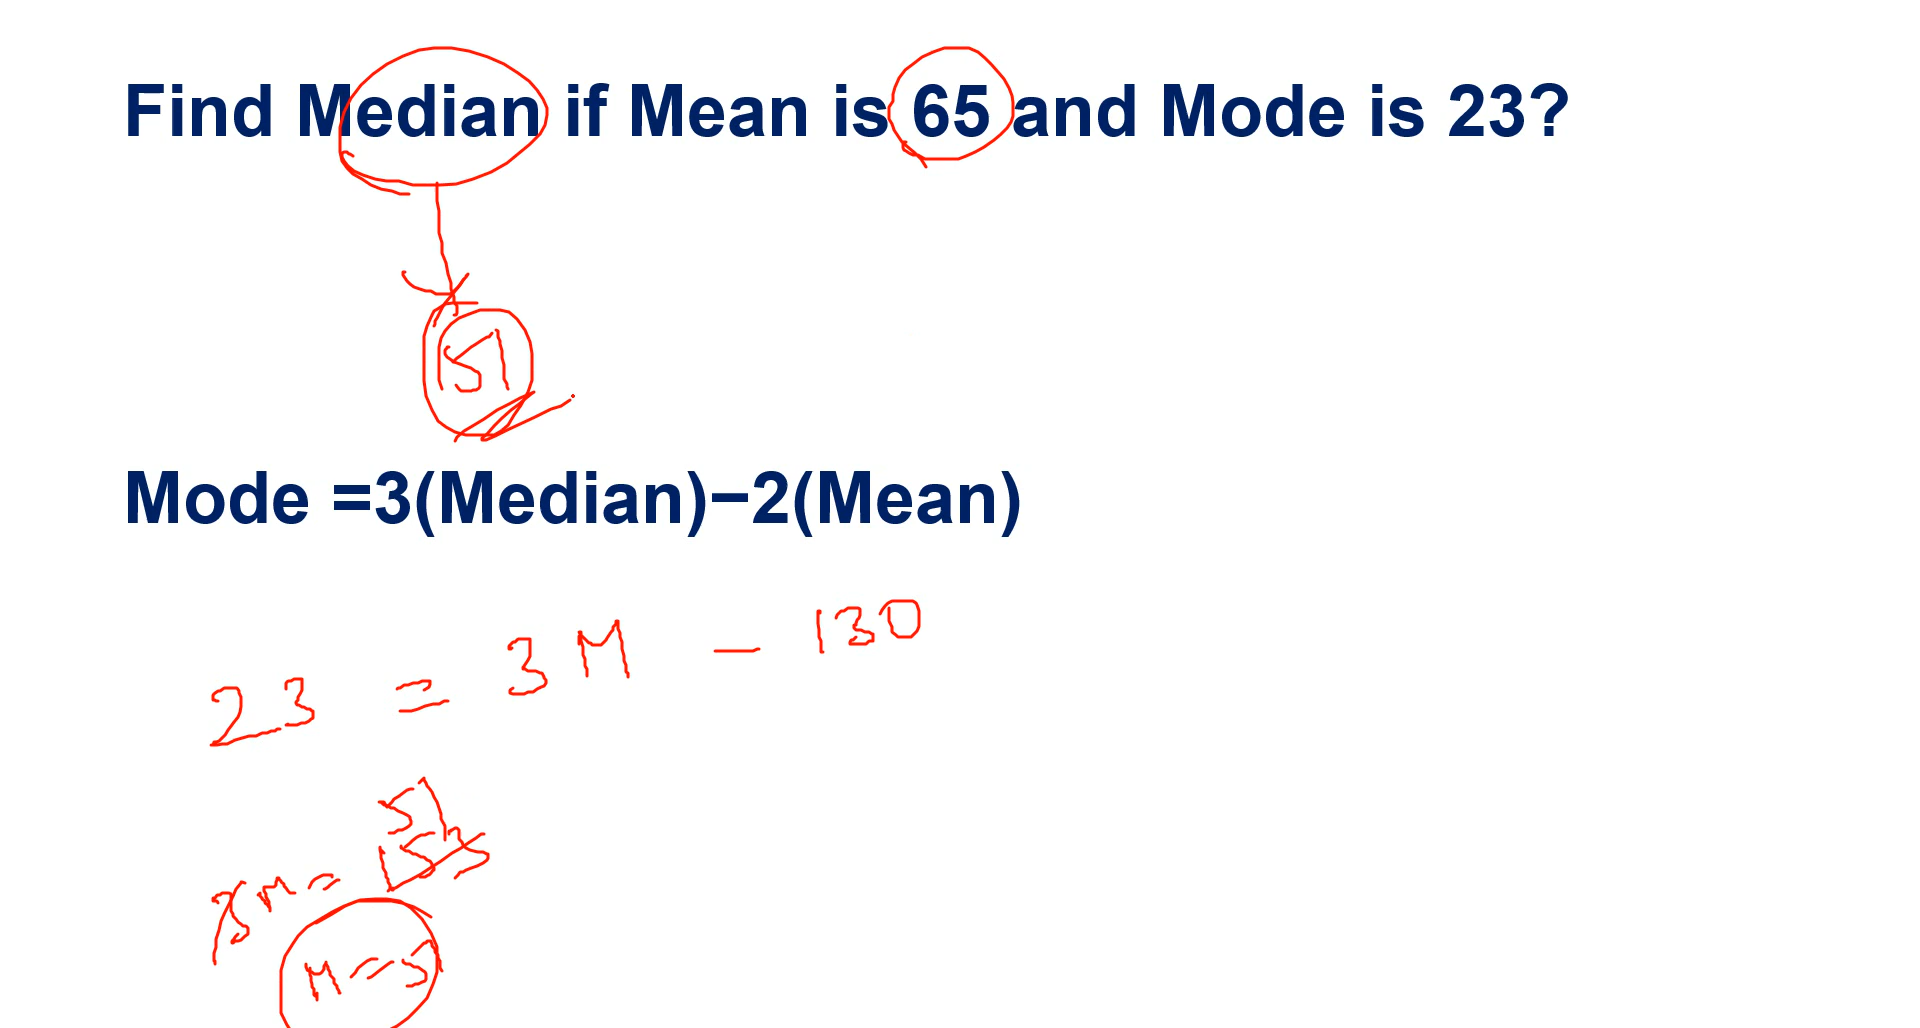 Find Median if Mean is 65 and Mode is 23?
51
Mode =3(Median)−2(Mean)
23 = 3M - 130
51
3M = 153
M = 51